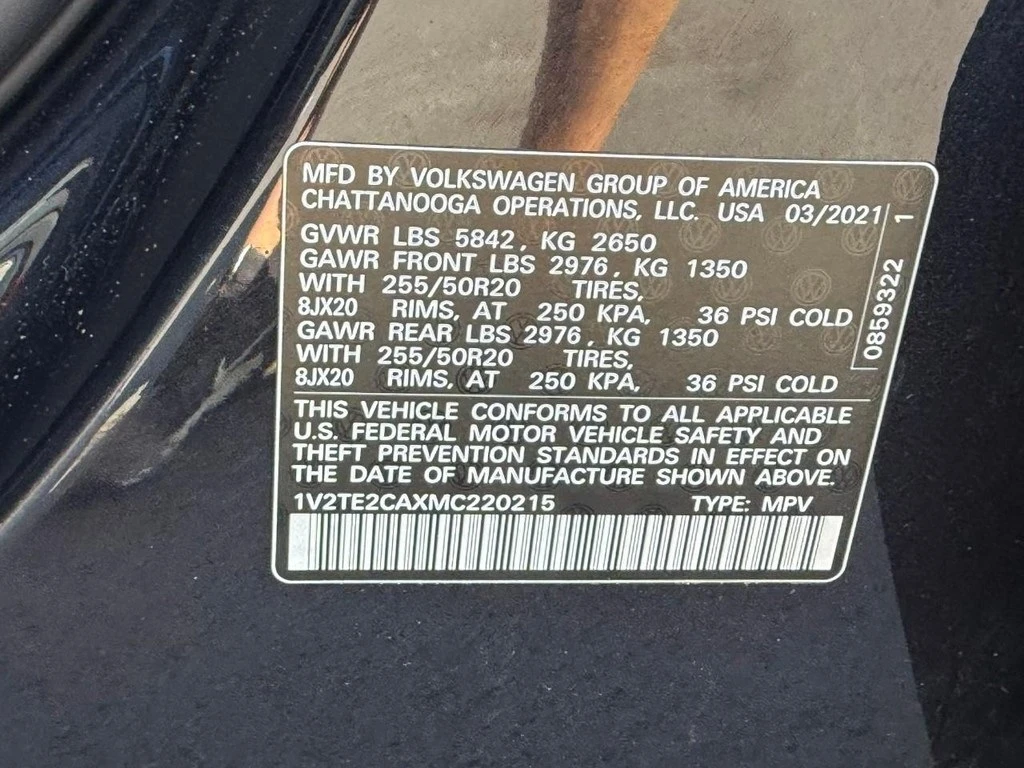 MFD BY VOLKSWAGEN GROUP OF AMERICA
CHATTANOOGA OPERATIONS, LLC. USA 03/2021
GVWR LBS 5842, KG 2650
GAWR FRONT LBS 2976, KG 1350
WITH 255/50R20 TIRES,
8JX20 RIMS, AT 250 KPA, 36 PSI COLD
GAWR REAR LBS 2976, KG 1350
WITH 255/50R20 TIRES,
8JX20 RIMS, AT 250 KPA, 36 PSI COLD
0859322 1
THIS VEHICLE CONFORMS TO ALL APPLICABLE
U.S. FEDERAL MOTOR VEHICLE SAFETY AND
THEFT PREVENTION STANDARDS IN EFFECT ON
THE DATE OF MANUFACTURE SHOWN ABOVE.
1V2TE2CAXMC220215 TYPE: MPV